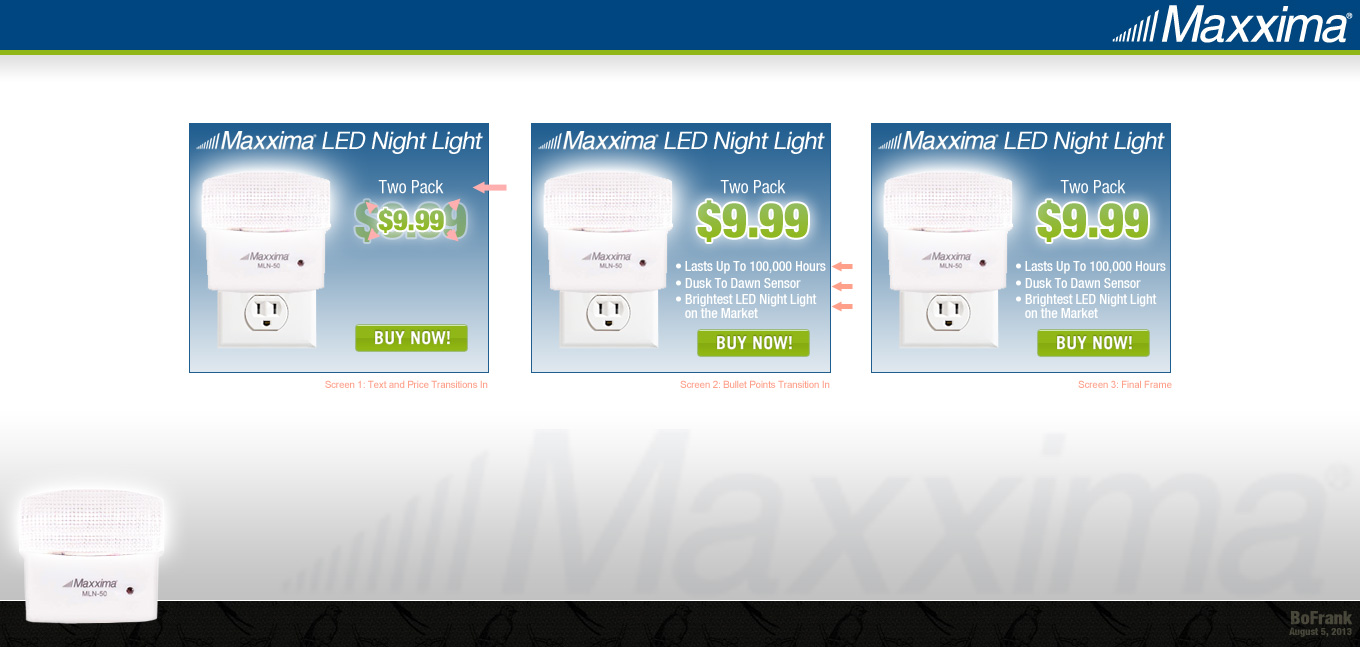 Maxxima®
Maxxima® LED Night Light
Two Pack
$9.99
$9.99
Maxxima
MLN-50
BUY NOW!
Screen 1: Text and Price Transitions In
Maxxima® LED Night Light
Two Pack
$9.99
• Lasts Up To 100,000 Hours
• Dusk To Dawn Sensor
• Brightest LED Night Light
on the Market
Maxxima
MLN-50
BUY NOW!
Screen 2: Bullet Points Transition In
Maxxima® LED Night Light
Two Pack
$9.99
• Lasts Up To 100,000 Hours
• Dusk To Dawn Sensor
• Brightest LED Night Light
on the Market
Maxxima
MLN-50
BUY NOW!
Screen 3: Final Frame
Maxxima®
Maxxima
MLN-50
BoFrank
August 5, 2013